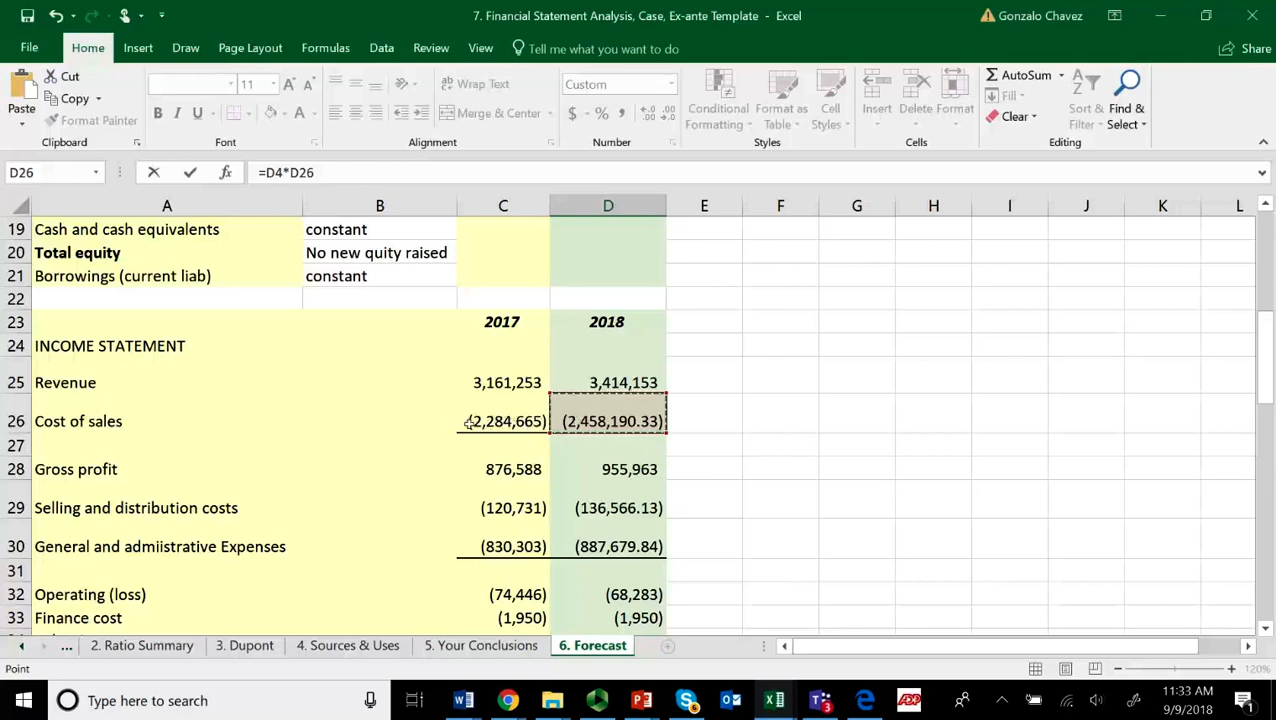 7. Financial Statement Analysis, Case, Ex-ante Template - Excel
Gonzalo Chavez
File Home Insert Draw Page Layout Formulas Data Review View Tell me what you want to do Share
Paste Cut Copy Format Painter
11 A A
B I U A
Wrap Text
Merge & Center
Custom
$ % ,
Conditional Formatting
Format as Table
Cell Styles
Insert Delete Format
AutoSum
Fill
Clear
Sort & Filter
Find & Select
Clipboard Font Alignment Number Styles Cells Editing
D26 fx =D4*D26
A B C D E F G H I J K L
19 Cash and cash equivalents constant
20 Total equity No new quity raised
21 Borrowings (current liab) constant
22
23 2017 2018
24 INCOME STATEMENT
25 Revenue 3,161,253 3,414,153
26 Cost of sales (2,284,665) (2,458,190.33)
27
28 Gross profit 876,588 955,963
29 Selling and distribution costs (120,731) (136,566.13)
30 General and admiistrative Expenses (830,303) (887,679.84)
31
32 Operating (loss) (74,446) (68,283)
33 Finance cost (1,950) (1,950)
... 2. Ratio Summary 3. Dupont 4. Sources & Uses 5. Your Conclusions 6. Forecast
Point 120%
Type here to search
ADP
11:33 AM
9/9/2018